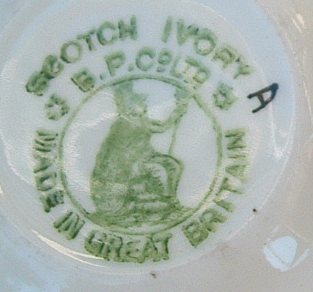 SCOTCH IVORY
B.P. Co LTD
MADE IN GREAT BRITAIN
A